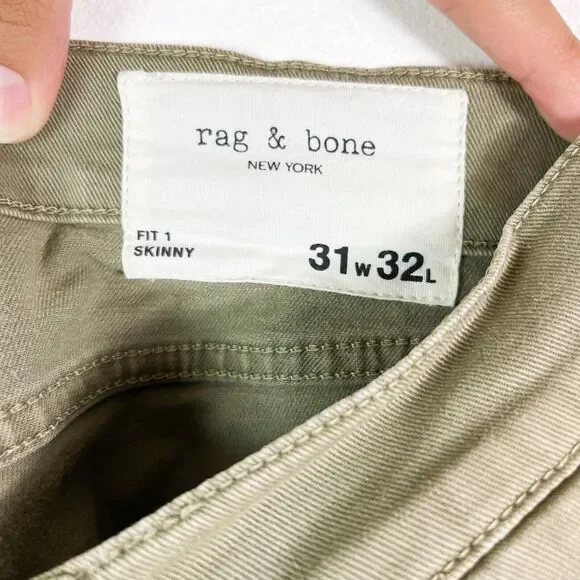 rag & bone
NEW YORK
FIT 1
SKINNY
31W 32L